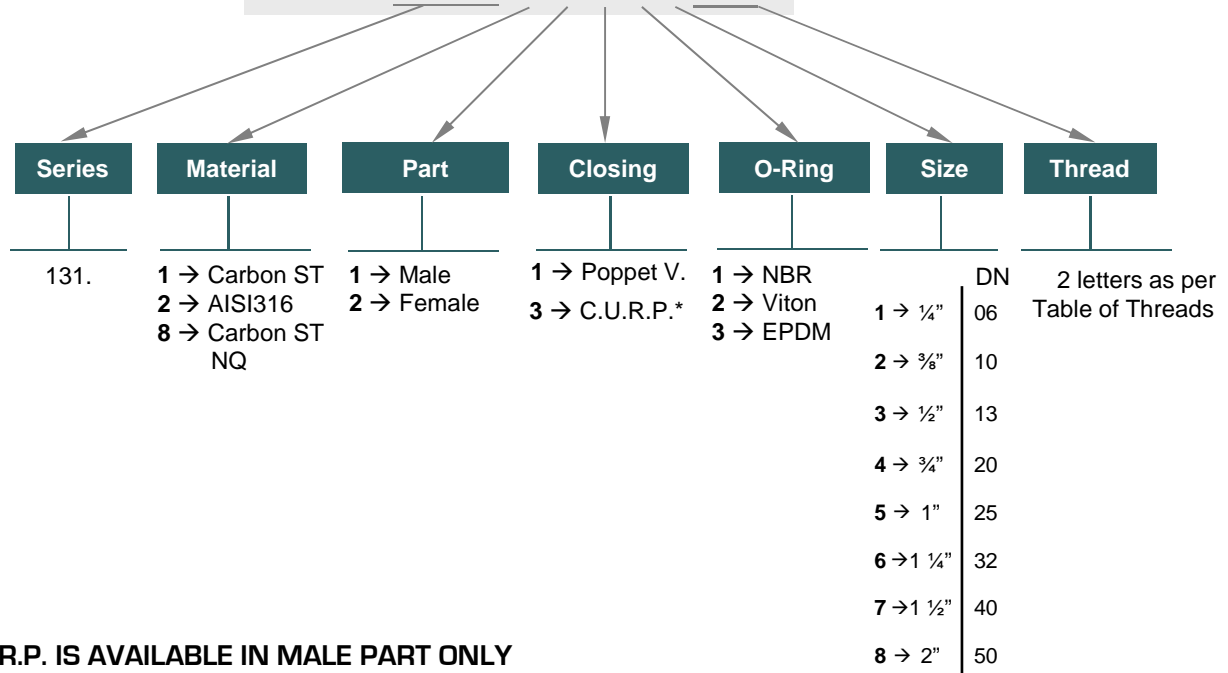 Series Material Part Closing O-Ring Size Thread
131.
1 → Carbon ST
2 → AISI316
8 → Carbon ST
NQ
1 → Male
2 → Female
1 → Poppet V.
3 → C.U.R.P.*
1 → NBR
2 → Viton
3 → EPDM
DN
1 → ¼” 06
2 → ⅜” 10
3 → ½” 13
4 → ¾” 20
5 → 1” 25
6 →1 ¼” 32
7 →1 ½” 40
8 → 2” 50
2 letters as per
Table of Threads
R.P. IS AVAILABLE IN MALE PART ONLY